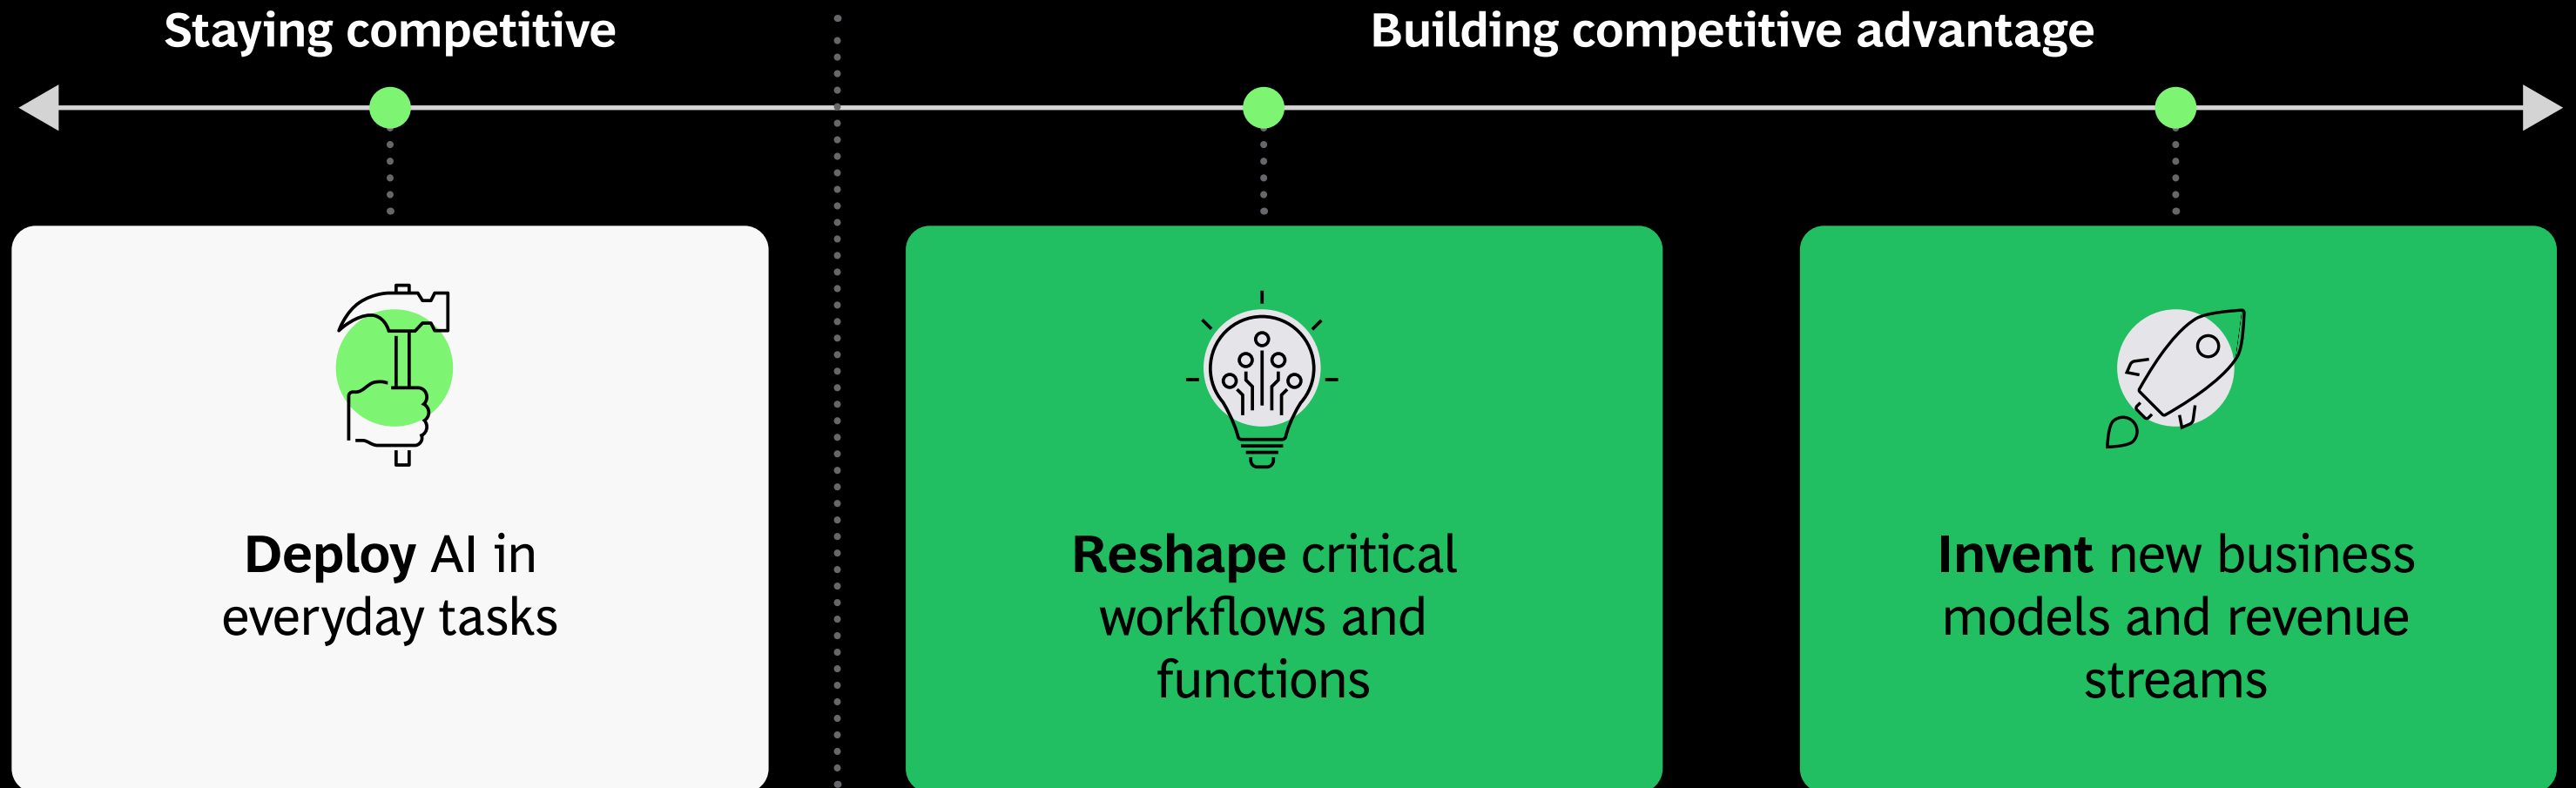 Staying competitive
Building competitive advantage
Deploy AI in
everyday tasks
Reshape critical
workflows and
functions
Invent new business
models and revenue
streams